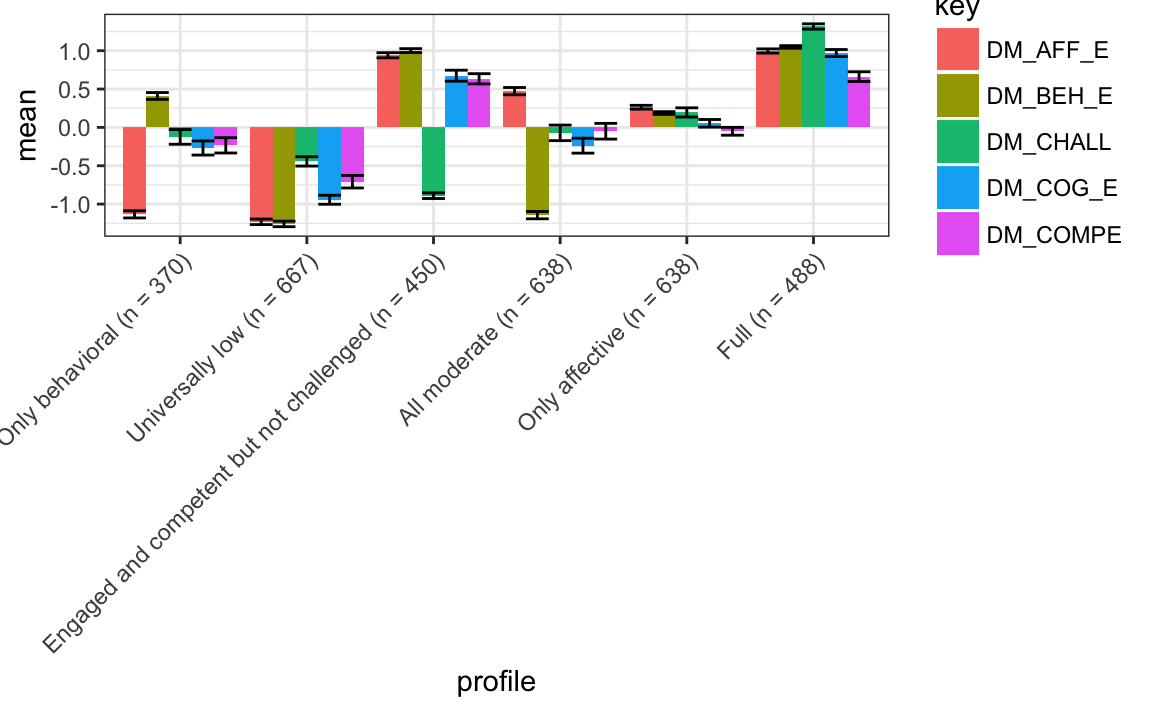 key
DM_AFF_E
DM_BEH_E
DM_CHALL
DM_COG_E
DM_COMPE
mean
1.0
0.5
0.0
-0.5
-1.0
Only behavioral (n = 370)
Universally low (n = 667)
Engaged and competent but not challenged (n = 450)
All moderate (n = 638)
Only affective (n = 638)
Full (n = 488)
profile